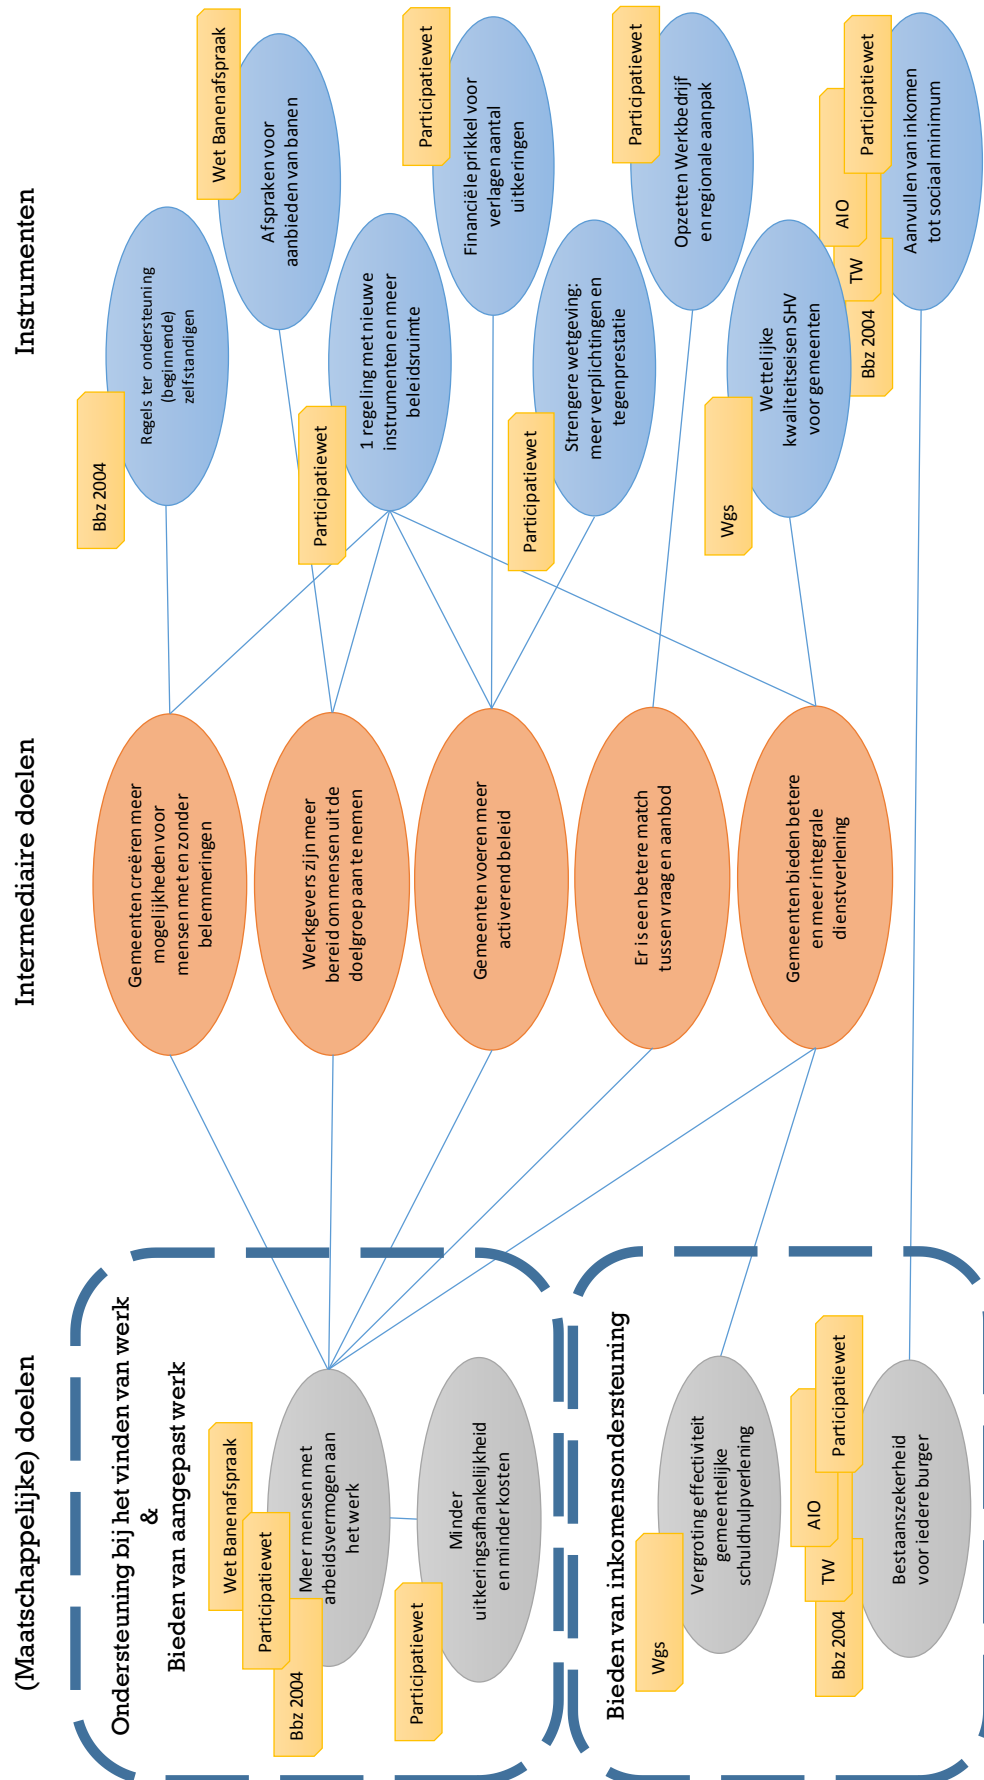 (Maatschappelijke) doelen
Intermediaire doelen
Instrumenten
Ondersteuning bij het vinden van werk
&
Bieden van aangepast werk
Wet Banenafspraak
Participatiewet
Bbz 2004
Meer mensen met
arbeidsvermogen aan
het werk
Participatiewet
Minder
uitkeringsafhankelijkheid
en minder kosten
Bieden van inkomensondersteuning
Wgs
Vergroting effectiviteit
gemeentelijke
schuldhulpverlening
Bbz 2004
TW
AIO
Participatiewet
Bestaanszekerheid
voor iedere burger
Gemeenten creëren meer
mogelijkheden voor
mensen met en zonder
belemmeringen
Werkgevers zijn meer
bereid om mensen uit de
doelgroep aan te nemen
Gemeenten voeren meer
activerend beleid
Er is een betere match
tussen vraag en aanbod
Gemeenten bieden betere
en meer integrale
dienstverlening
Bbz 2004
Regels ter ondersteuning
(beginnende)
zelfstandigen
Wet Banenafspraak
Afspraken voor
aanbieden van banen
Participatiewet
1 regeling met nieuwe
instrumenten en meer
beleidsruimte
Participatiewet
Financiële prikkel voor
verlagen aantal
uitkeringen
Participatiewet
Strengere wetgeving:
meer verplichtingen en
tegenprestatie
Participatiewet
Opzetten Werkbedrijf
en regionale aanpak
Wgs
Wettelijke
kwaliteitseisen SHV
voor gemeenten
Bbz 2004
TW
AIO
Participatiewet
Aanvullen van inkomen
tot sociaal minimum